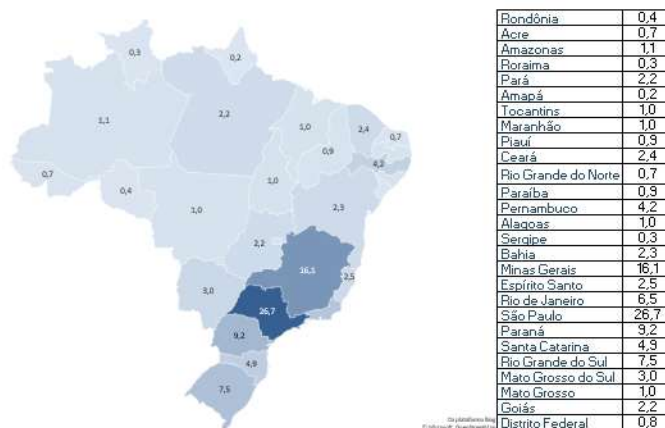 0,3
0,2
1,1
2,2
1,0
2,4
0,7
0,9
4,2
0,7
0,4
1,0
1,0
2,3
2,2
16,1
3,0
2,5
26,7
9,2
4,9
7,5
Rondônia 0,4
Acre 0,7
Amazonas 1,1
Roraima 0,3
Pará 2,2
Amapá 0,2
Tocantins 1,0
Maranhão 1,0
Piauí 0,9
Ceará 2,4
Rio Grande do Norte 0,7
Paraíba 0,9
Pernambuco 4,2
Alagoas 1,0
Sergipe 0,3
Bahia 2,3
Minas Gerais 16,1
Espírito Santo 2,5
Rio de Janeiro 6,5
São Paulo 26,7
Paraná 9,2
Santa Catarina 4,9
Rio Grande do Sul 7,5
Mato Grosso do Sul 3,0
Mato Grosso 1,0
Goiás 2,2
Distrito Federal 0,8